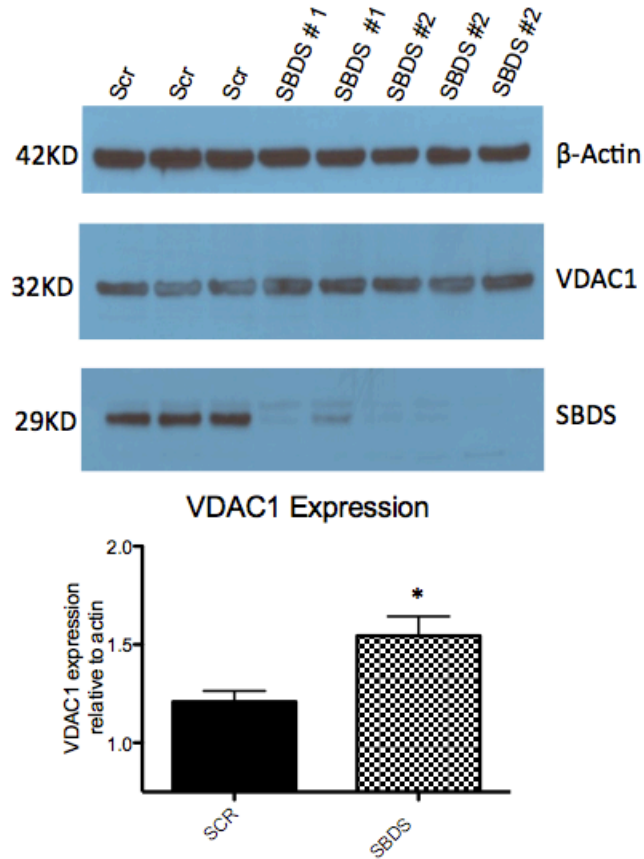 Scr Scr Scr SBDS # 1 SBDS #1 SBDS #2 SBDS #2 SBDS #2
42KD β-Actin
32KD VDAC1
29KD SBDS
VDAC1 Expression
VDAC1 expression
relative to actin
2.0
*
1.5
1.0
SCR SBDS